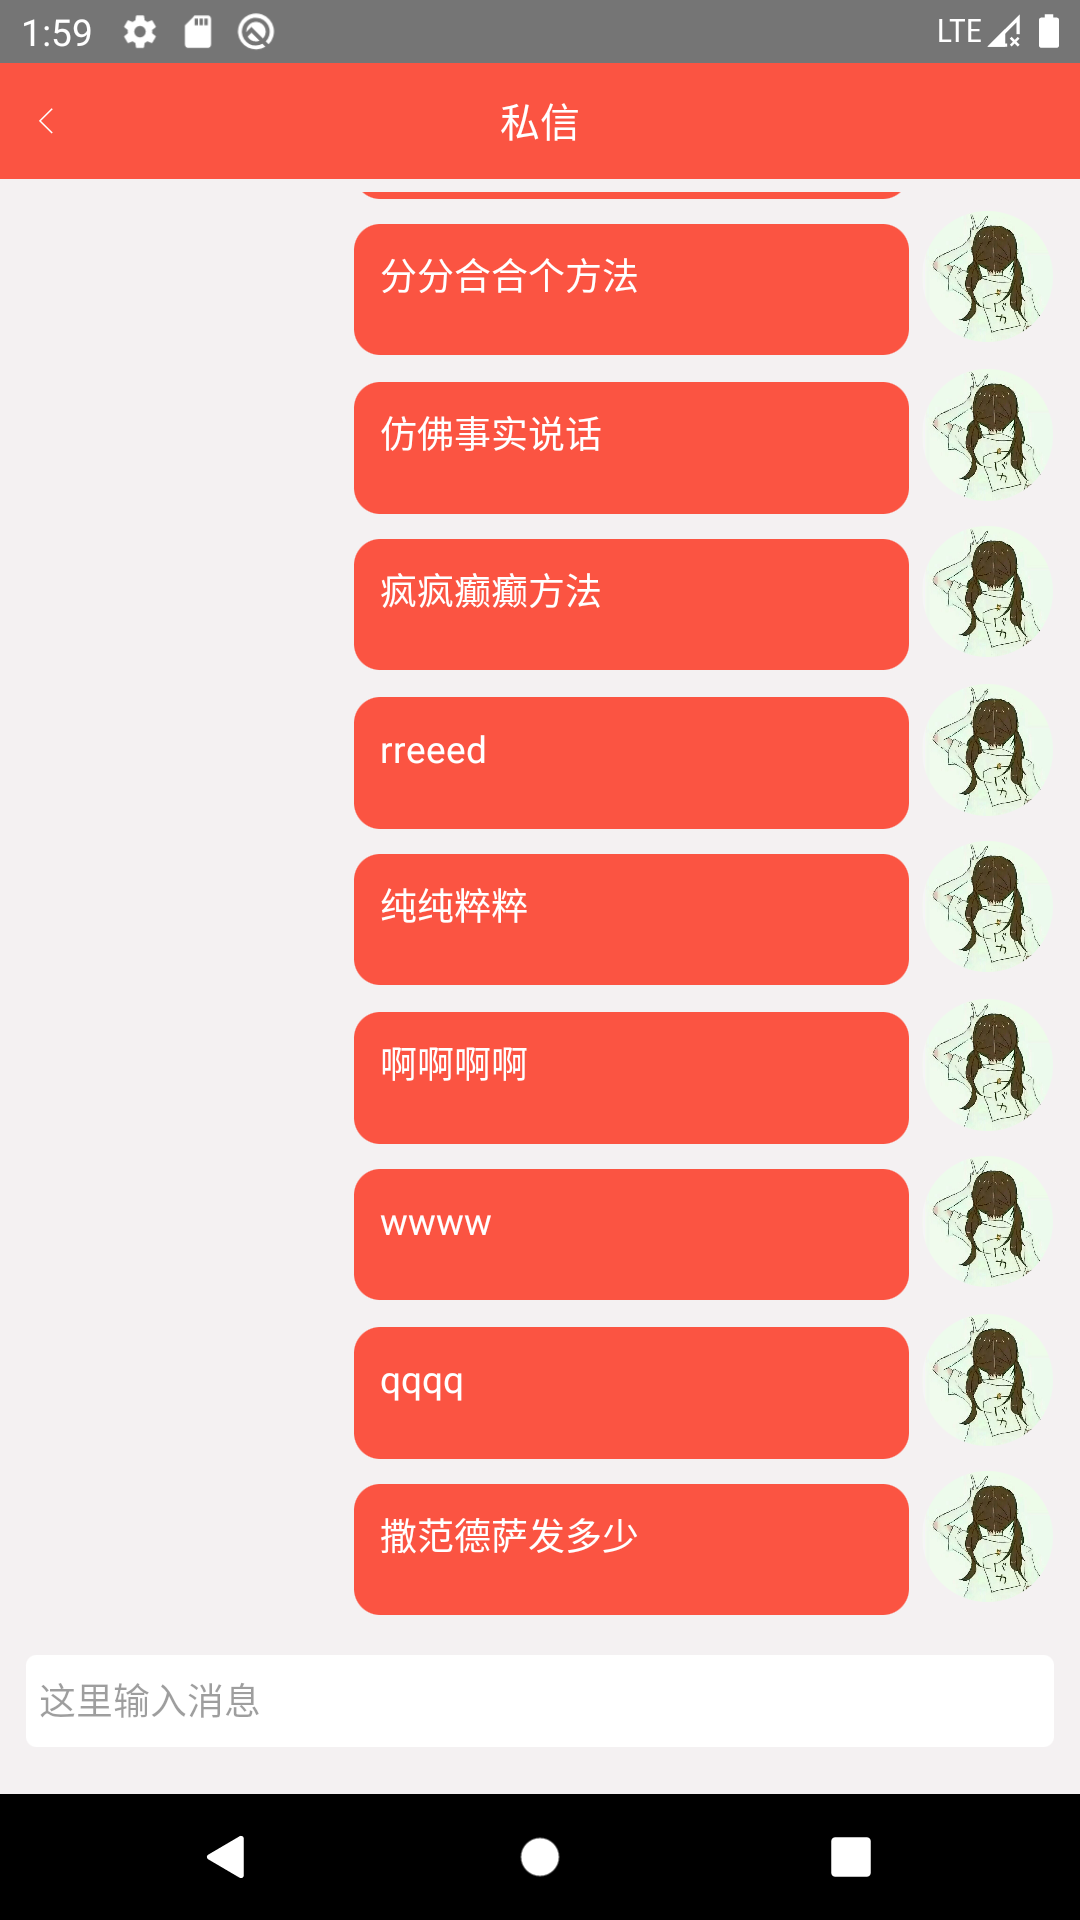 1:59
LTE
私信
分分合合个方法
仿佛事实说话
疯疯癫癫方法
rreeed
纯纯粹粹
啊啊啊啊
wwww
qqqq
撒范德萨发多少
这里输入消息